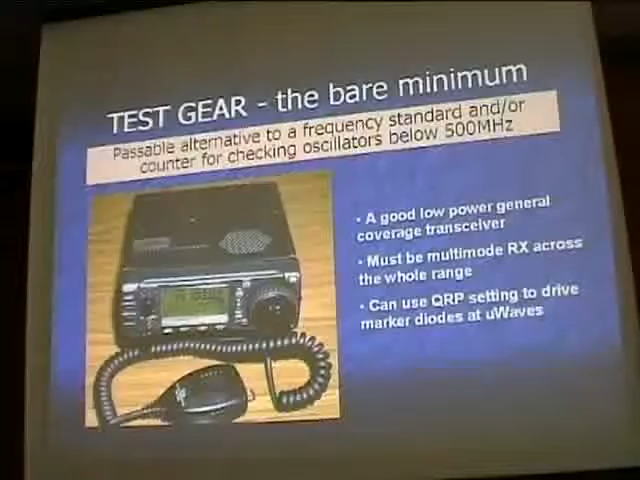 TEST GEAR - the bare minimum
Passable alternative to a frequency standard and/or
counter for checking oscillators below 500MHz
• A good low power general
coverage transceiver
• Must be multimode RX across
the whole range
• Can use QRP setting to drive
marker diodes at uWaves